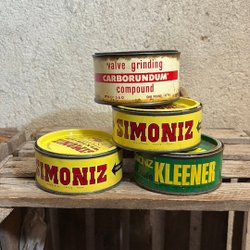 valve grinding
CARBORUNDUM
compound
SIMONIZ
SIMONIZ
KLEENER